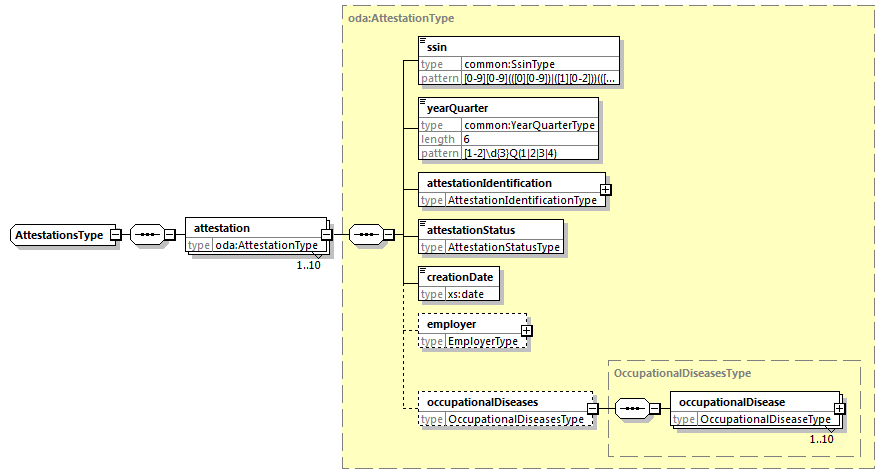 oda:AttestationType
ssin
type common:SsinType
pattern [0-9][0-9](([0][0-9])|([1][0-2]))(([...
yearQuarter
type common:YearQuarterType
length 6
pattern [1-2]\d{3}Q(1|2|3|4)
attestationIdentification
type AttestationIdentificationType
AttestationsType
attestation
type oda:AttestationType
1..10
attestationStatus
type AttestationStatusType
creationDate
type xs:date
employer
type EmployerType
OccupationalDiseasesType
occupationalDiseases
type OccupationalDiseasesType
occupationalDisease
type OccupationalDiseaseType
1..10